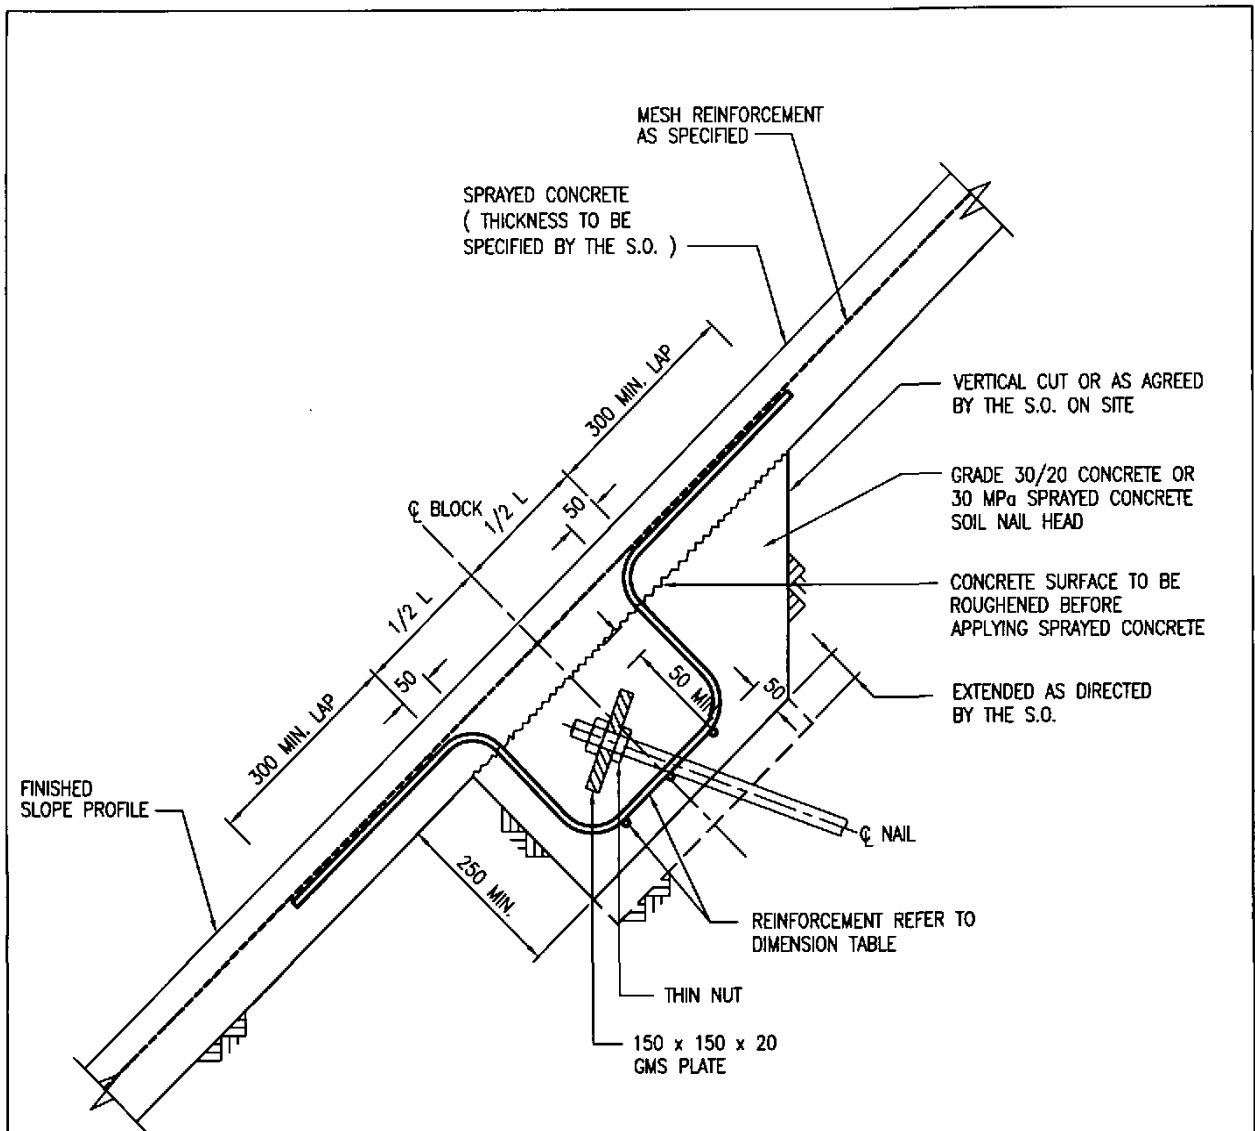 MESH REINFORCEMENT
AS SPECIFIED
SPRAYED CONCRETE
( THICKNESS TO BE
SPECIFIED BY THE S.O. )
300 MIN. LAP
VERTICAL CUT OR AS AGREED
BY THE S.O. ON SITE
50
1/2 L
℄ BLOCK
GRADE 30/20 CONCRETE OR
30 MPa SPRAYED CONCRETE
SOIL NAIL HEAD
1/2 L
CONCRETE SURFACE TO BE
ROUGHENED BEFORE
APPLYING SPRAYED CONCRETE
50
50 MIN.
50
EXTENDED AS DIRECTED
BY THE S.O.
300 MIN. LAP
FINISHED
SLOPE PROFILE
℄ NAIL
250 MIN.
REINFORCEMENT REFER TO
DIMENSION TABLE
THIN NUT
150 x 150 x 20
GMS PLATE